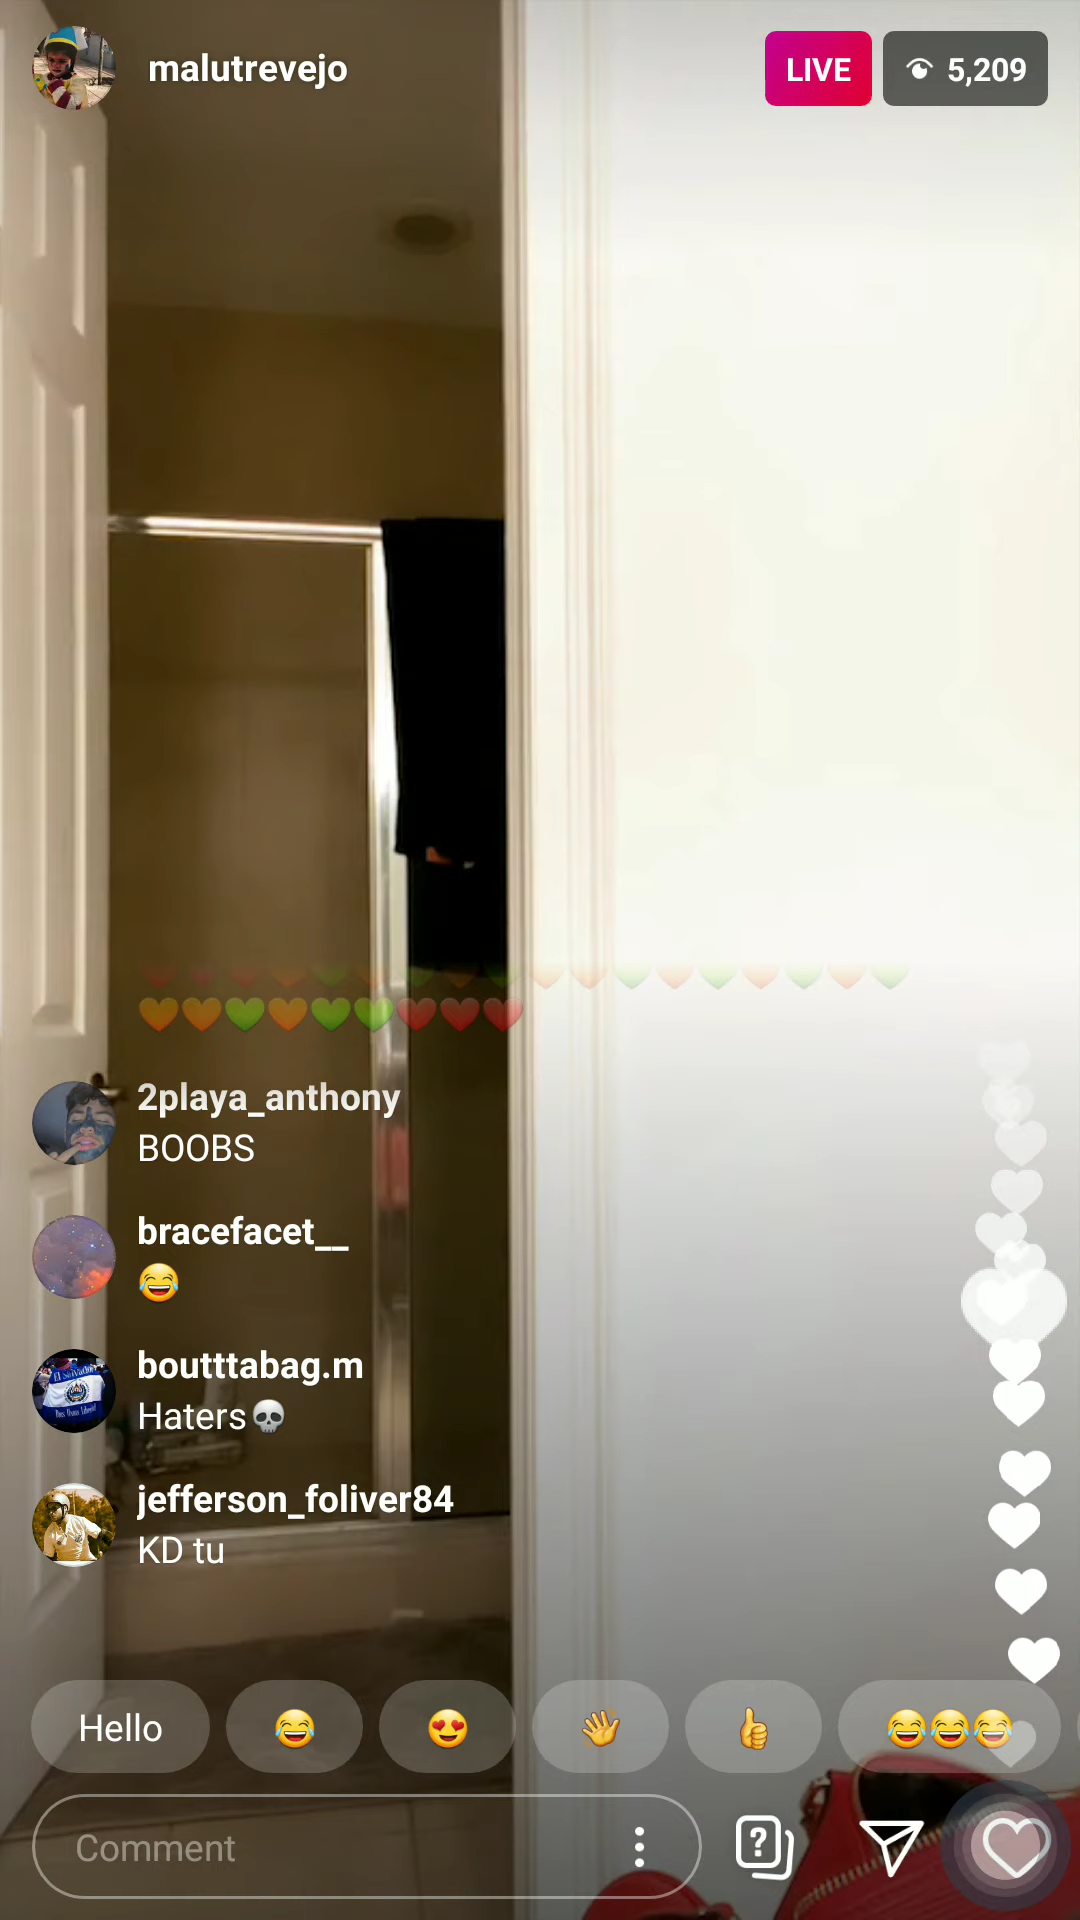 malutrevejo
LIVE
5,209
2playa_anthony
BOOBS
bracefacet__
😂
boutttabag.m
Haters💀
jefferson_foliver84
KD tu
Hello
Comment